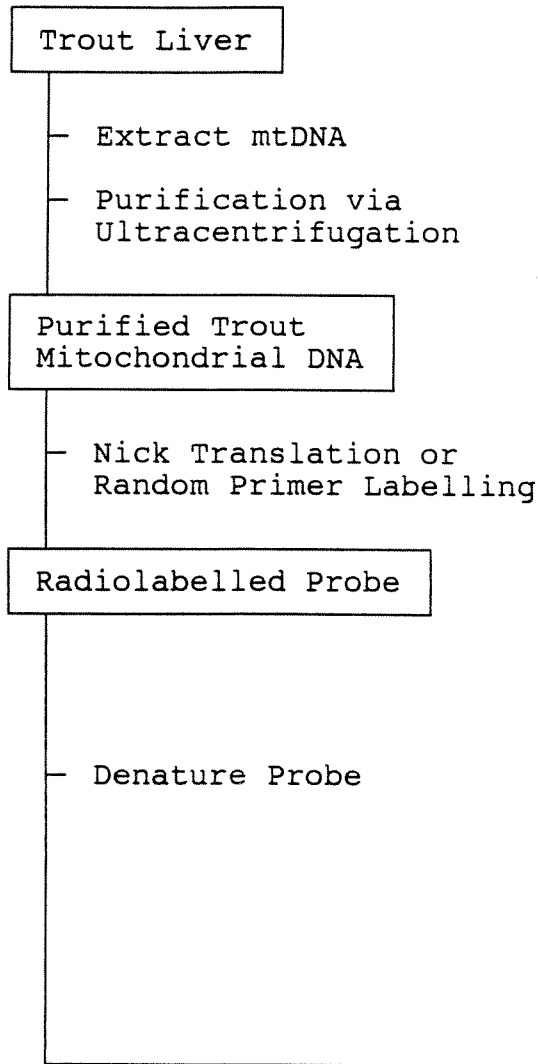 Trout Liver
Extract mtDNA
Purification via
Ultracentrifugation
Purified Trout
Mitochondrial DNA
Nick Translation or
Random Primer Labelling
Radiolabelled Probe
Denature Probe